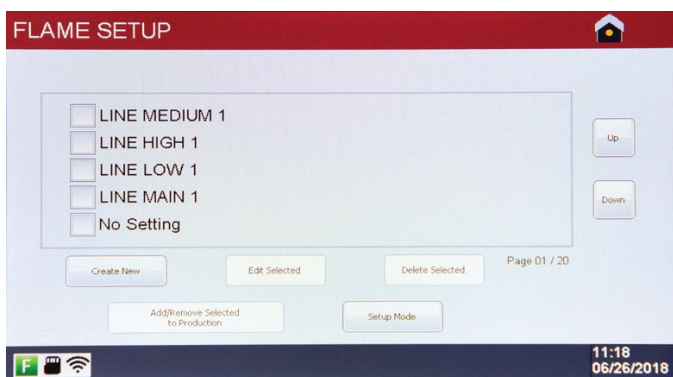 FLAME SETUP
LINE MEDIUM 1
LINE HIGH 1
LINE LOW 1
LINE MAIN 1
No Setting
Up
Down
Create New
Edit Selected
Delete Selected
Page 01 / 20
Add/Remove Selected
to Production
Setup Mode
F
11:18
06/26/2018